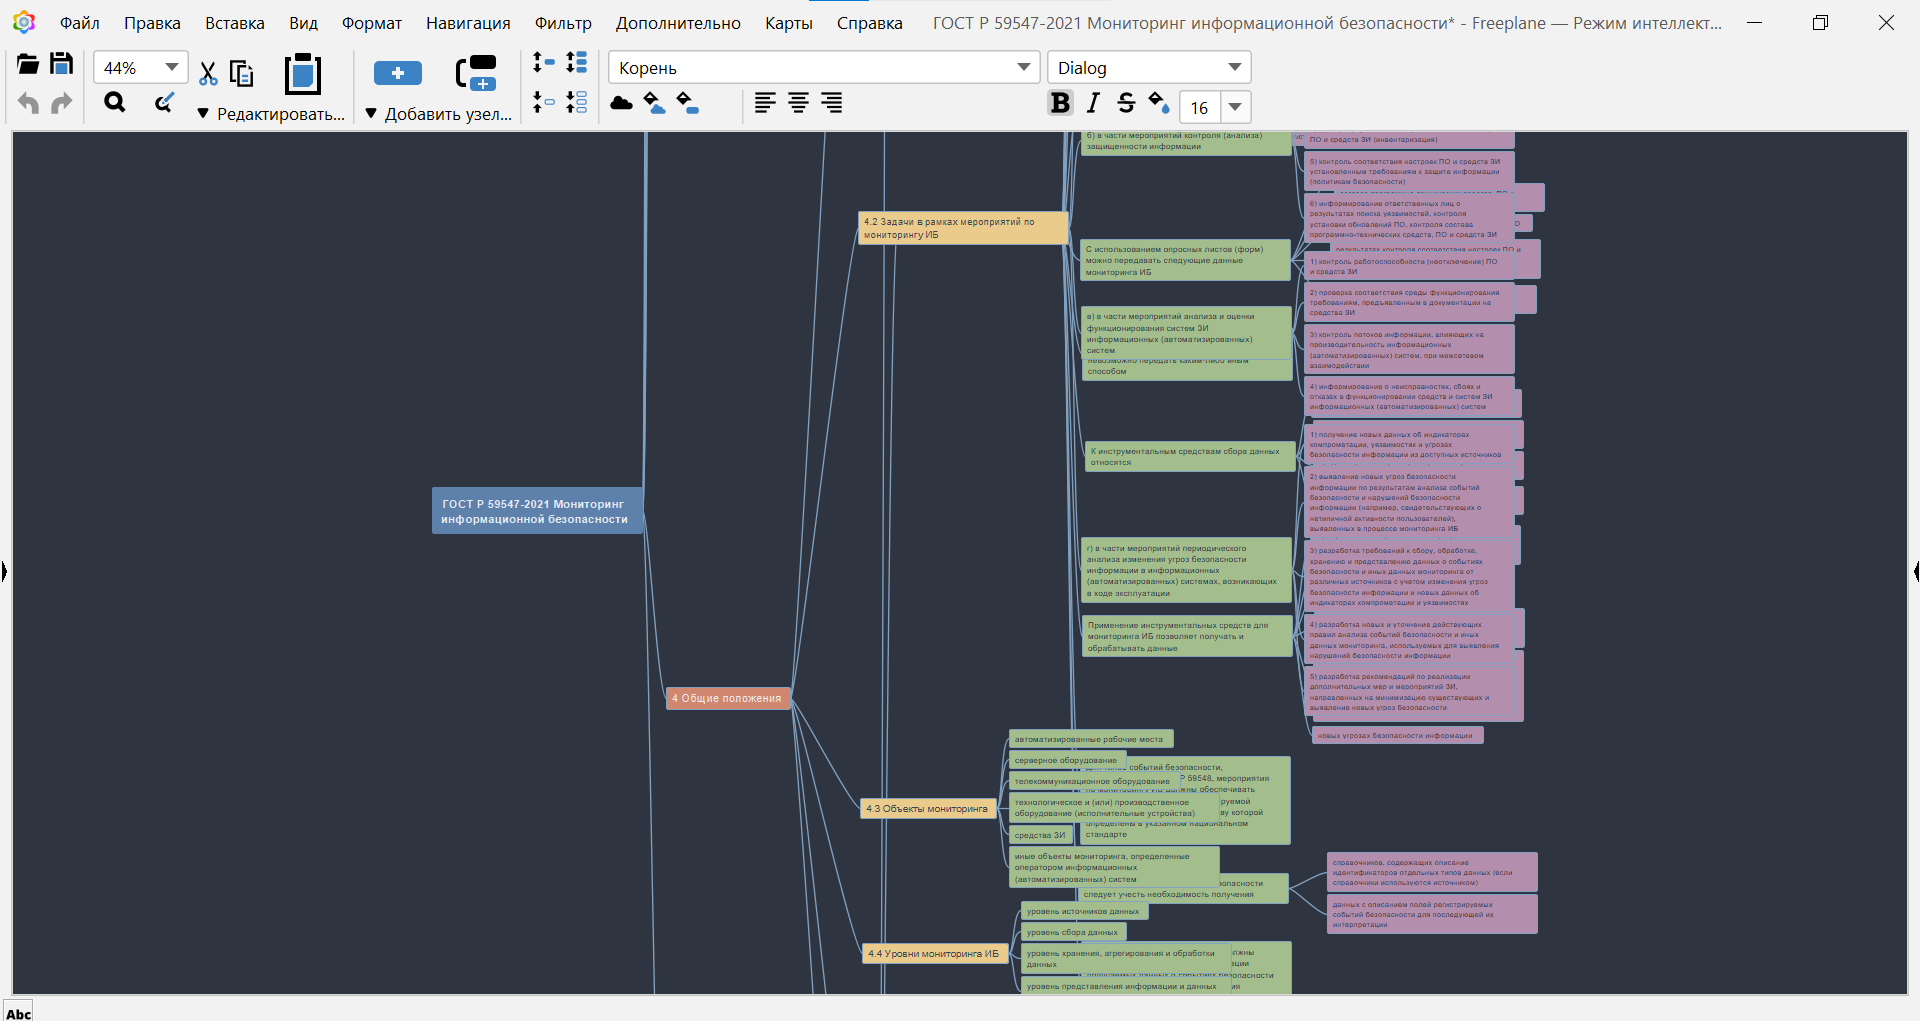 Файл Правка Вставка Вид Формат Навигация Фильтр Дополнительно Карты Справка ГОСТ Р 59547-2021 Мониторинг информационной безопасности* - Freeplane — Режим интеллект...
44%
Корень
Dialog
Редактировать...
Добавить узел...
B I S
16
ГОСТ Р 59547-2021 Мониторинг
информационной безопасности
4 Общие положения
4.2 Задачи в рамках мероприятий по
мониторингу ИБ
б) в части мероприятий контроля (анализа)
защищенности информации
С использованием опросных листов (форм)
можно передавать следующие данные
мониторинга ИБ
в) в части мероприятий анализа и оценки
функционирования систем ЗИ
информационных (автоматизированных)
систем
невозможно передать каким-либо иным
способом
К инструментальным средствам сбора данных
относятся
г) в части мероприятий периодического
анализа изменения угроз безопасности
информации в информационных
(автоматизированных) системах, возникающих
в ходе эксплуатации
Применение инструментальных средств для
мониторинга ИБ позволяет получать и
обрабатывать данные
ПО и средств ЗИ (инвентаризация)
5) контроль соответствия настроек ПО и средств ЗИ
установленным требованиям к защите информации
(политикам безопасности)
6) информирование ответственных лиц о
результатах поиска уязвимостей, контроля
установки обновлений ПО, контроля состава
программно-технических средств, ПО и средств ЗИ
результатах контроля соответствия настроек ПО и
1) контроль работоспособности (неотключения) ПО
и средств ЗИ
2) проверка соответствия среды функционирования
требованиям, предъявленным в документации на
средства ЗИ
3) контроль потоков информации, влияющих на
производительность информационных
(автоматизированных) систем, при межсетевом
взаимодействии
4) информирование о неисправностях, сбоях и
отказах в функционировании средств и систем ЗИ
информационных (автоматизированных) систем
1) получение новых данных об индикаторах
компрометации, уязвимостях и угрозах
безопасности информации из доступных источников
2) выявление новых угроз безопасности
информации по результатам анализа событий
безопасности и нарушений безопасности
информации (например, свидетельствующих о
нетипичной активности пользователей),
выявленных в процессе мониторинга ИБ
3) разработка требований к сбору, обработке,
хранению и представлению данных о событиях
безопасности и иных данных мониторинга от
различных источников с учетом изменения угроз
безопасности информации и новых данных об
индикаторах компрометации и уязвимостях
4) разработка новых и уточнение действующих
правил анализа событий безопасности и иных
данных мониторинга, используемых для выявления
нарушений безопасности информации
5) разработка рекомендаций по реализации
дополнительных мер и мероприятий ЗИ,
направленных на минимизацию существующих и
выявление новых угроз безопасности
новых угрозах безопасности информации
4.3 Объекты мониторинга
автоматизированные рабочие места
серверное оборудование
телекоммуникационное оборудование
технологическое и (или) производственное
оборудование (исполнительные устройства)
средства ЗИ
иные объекты мониторинга, определенные
оператором информационных
(автоматизированных) систем
событий безопасности,
Р 59548, мероприятия
обеспечивать
которой
определены в указанном национальном
стандарте
следует учесть необходимость получения
справочников, содержащих описание
идентификаторов отдельных типов данных (если
справочники используются источником)
данных с описанием полей регистрируемых
событий безопасности для последующей их
интерпретации
4.4 Уровни мониторинга ИБ
уровень источников данных
уровень сбора данных
уровень хранения, агрегирования и обработки
данных
уровень представления информации и данных
Abc